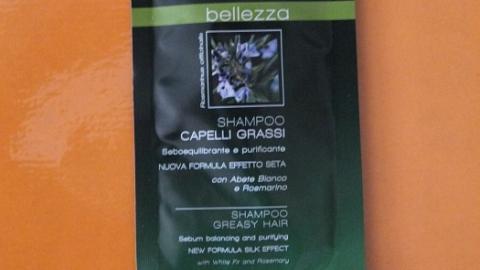 bellezza
Rosmarinus officinalis
SHAMPOO
CAPELLI GRASSI
Seboequilibrante e purificante
NUOVA FORMULA EFFETTO SETA
con Abete Bianco
e Rosmarino
SHAMPOO
GREASY HAIR
Sebum balancing and purifying
NEW FORMULA SILK EFFECT
with White Fir and Rosemary